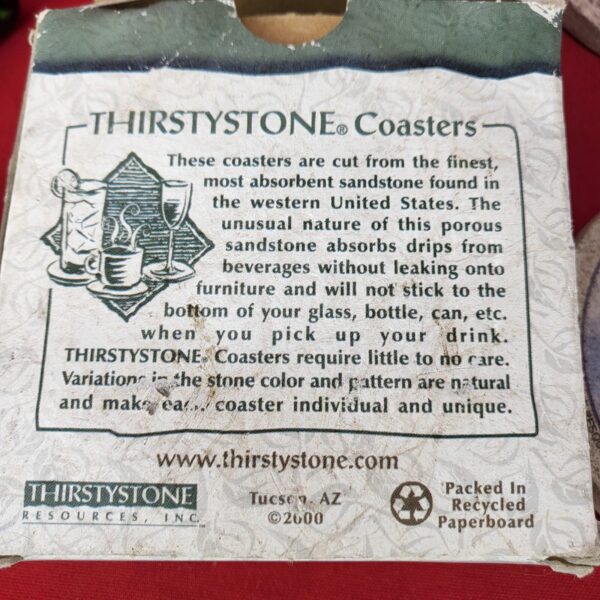 THIRSTYSTONE® Coasters
These coasters are cut from the finest,
most absorbent sandstone found in
the western United States. The
unusual nature of this porous
sandstone absorbs drips from
beverages without leaking onto
furniture and will not stick to the
bottom of your glass, bottle, can, etc.
when you pick up your drink.
THIRSTYSTONE® Coasters require little to no care.
Variations in the stone color and pattern are natural
and make each coaster individual and unique.
www.thirstystone.com
THIRSTYSTONE
RESOURCES, INC.
Tucson, AZ
©2000
Packed In
Recycled
Paperboard